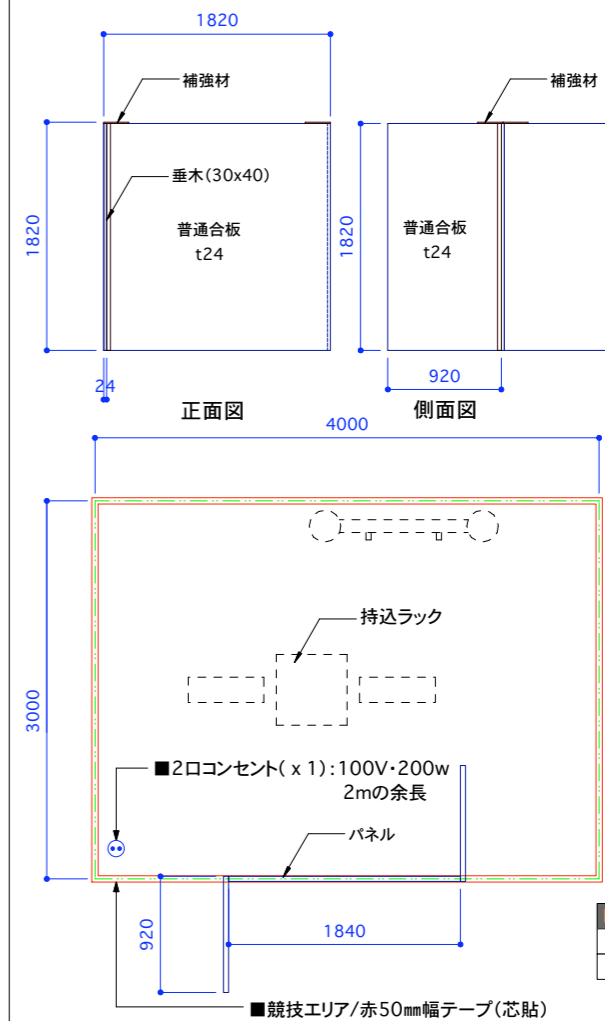 1820
補強材
補強材
垂木(30x40)
1820
普通合板
t24
1820
普通合板
t24
24
920
正面図
側面図
4000
持込ラック
3000
■2口コンセント( x 1):100V・200w
2mの余長
パネル
920
1840
■競技エリア/赤50㎜幅テープ(芯貼)